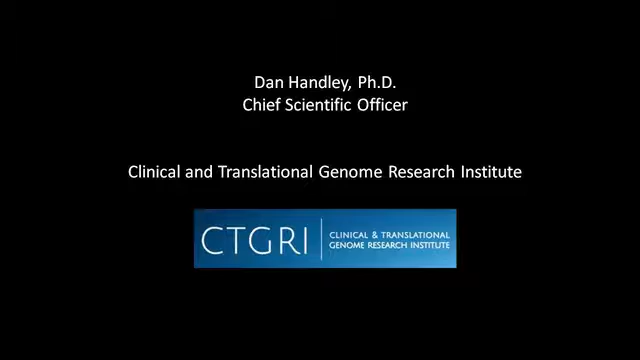 Dan Handley, Ph.D.
Chief Scientific Officer
Clinical and Translational Genome Research Institute
CTGRI
CLINICAL & TRANSLATIONAL
GENOME RESEARCH INSTITUTE